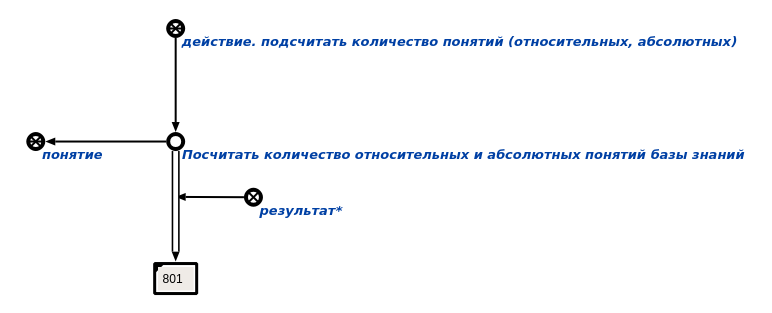 действие. подсчитать количество понятий (относительных, абсолютных)
понятие
Посчитать количество относительных и абсолютных понятий базы знаний
результат*
801